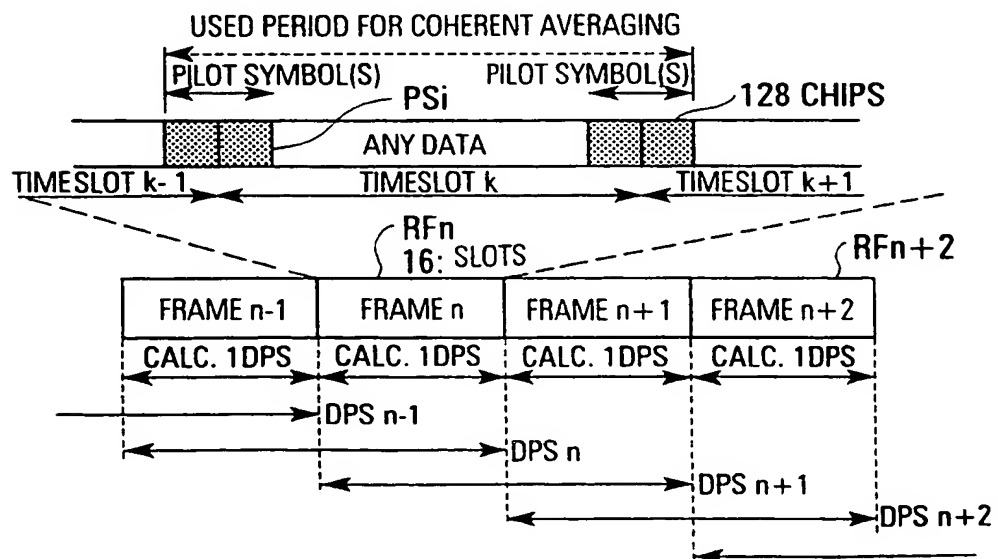 USED PERIOD FOR COHERENT AVERAGING
PILOT SYMBOL(S) PILOT SYMBOL(S)
PSi 128 CHIPS
ANY DATA
TIMESLOT k-1 TIMESLOT k TIMESLOT k+1
RFn RFn+2
16: SLOTS
FRAME n-1 FRAME n FRAME n+1 FRAME n+2
CALC. 1DPS CALC. 1DPS CALC. 1DPS CALC. 1DPS
DPS n-1
DPS n
DPS n+1
DPS n+2